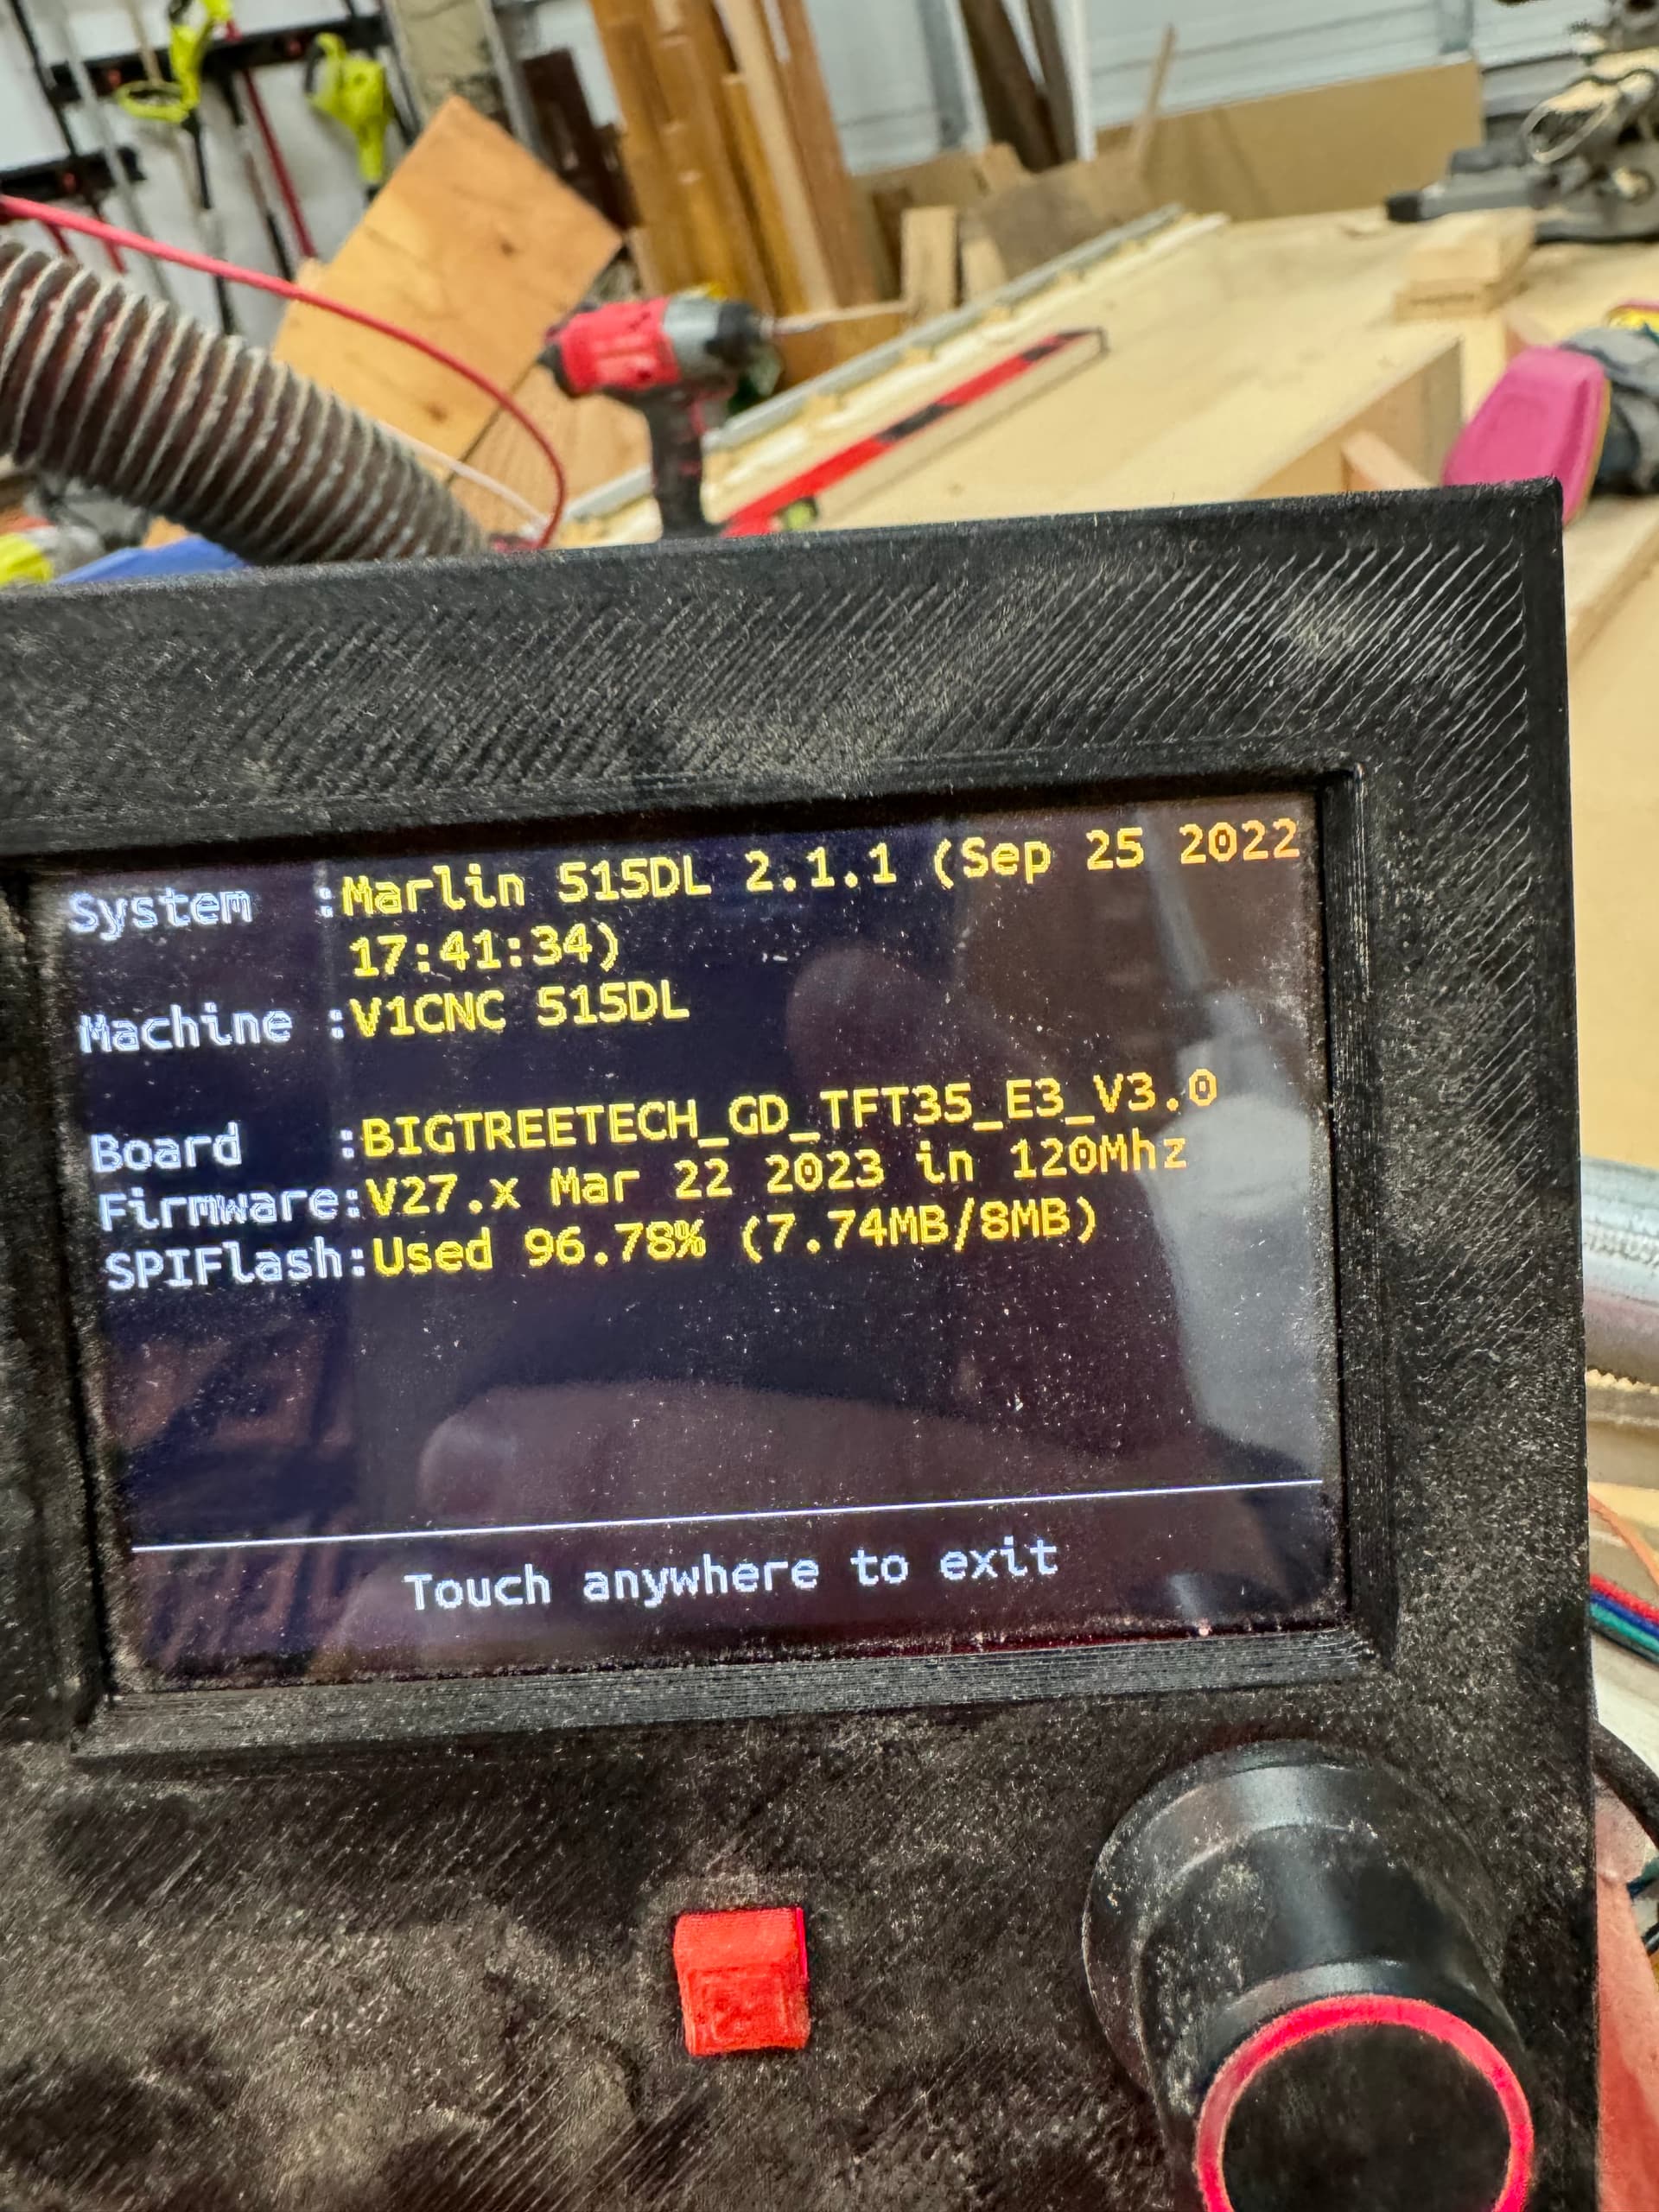 System  :Marlin 515DL 2.1.1 (Sep 25 2022
17:41:34)
Machine :V1CNC 515DL
Board   :BIGTREETECH_GD_TFT35_E3_V3.0
Firmware:V27.x Mar 22 2023 in 120Mhz
SPIFlash:Used 96.78% (7.74MB/8MB)
Touch anywhere to exit